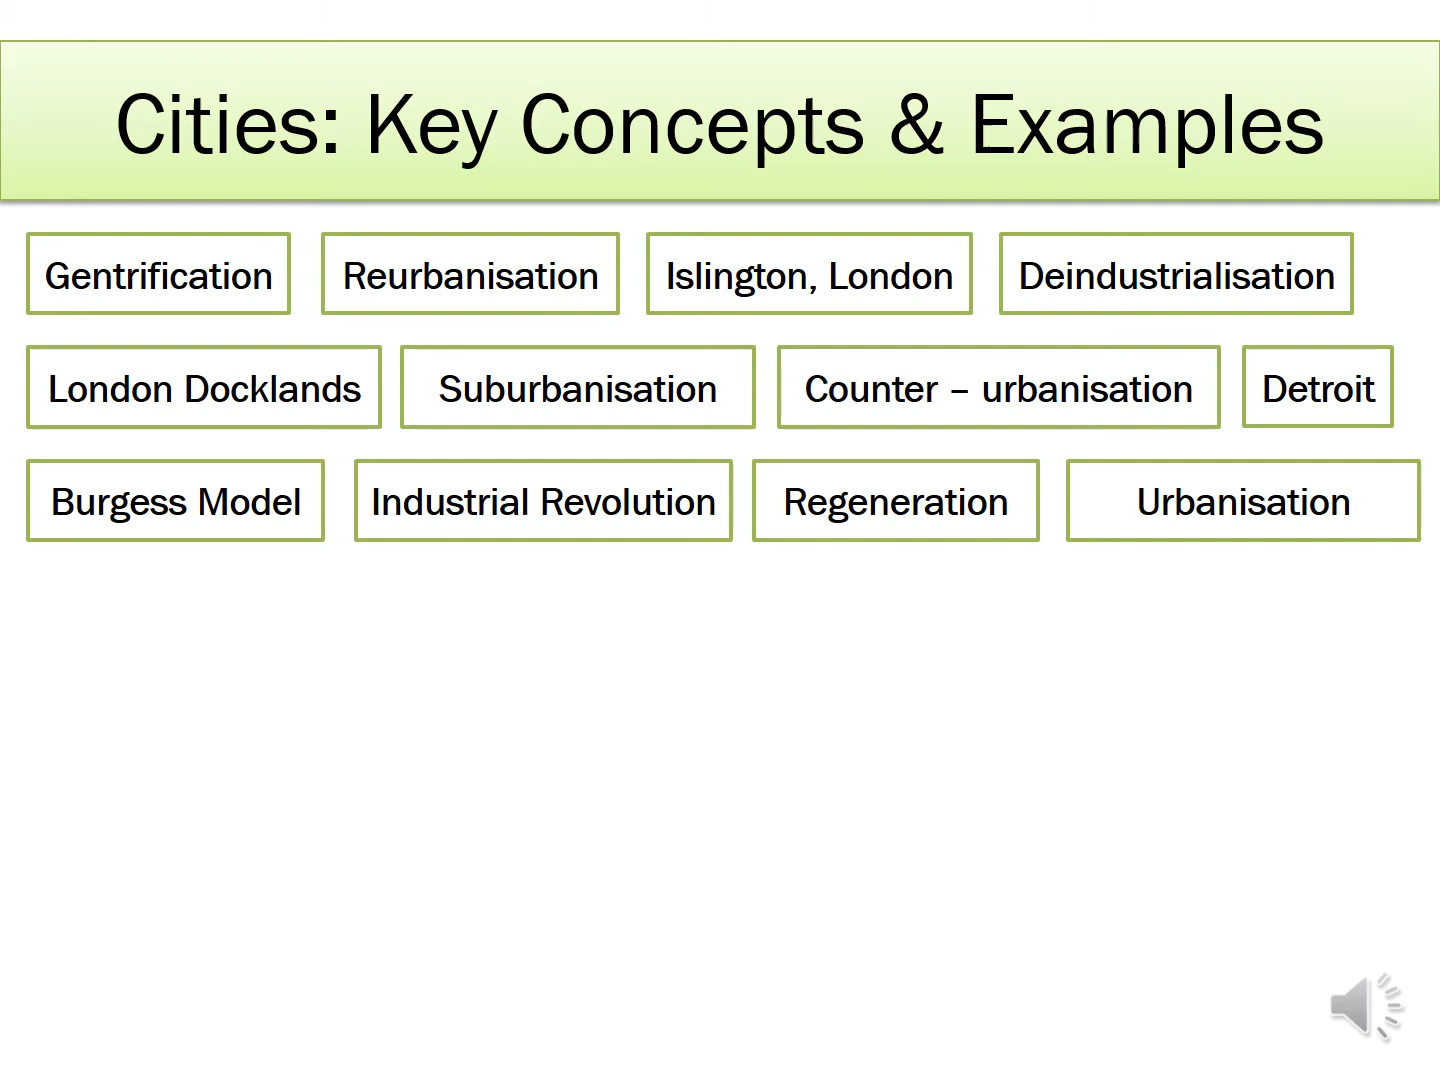 Cities: Key Concepts & Examples
Gentrification Reurbanisation Islington, London Deindustrialisation
London Docklands Suburbanisation Counter – urbanisation Detroit
Burgess Model Industrial Revolution Regeneration Urbanisation